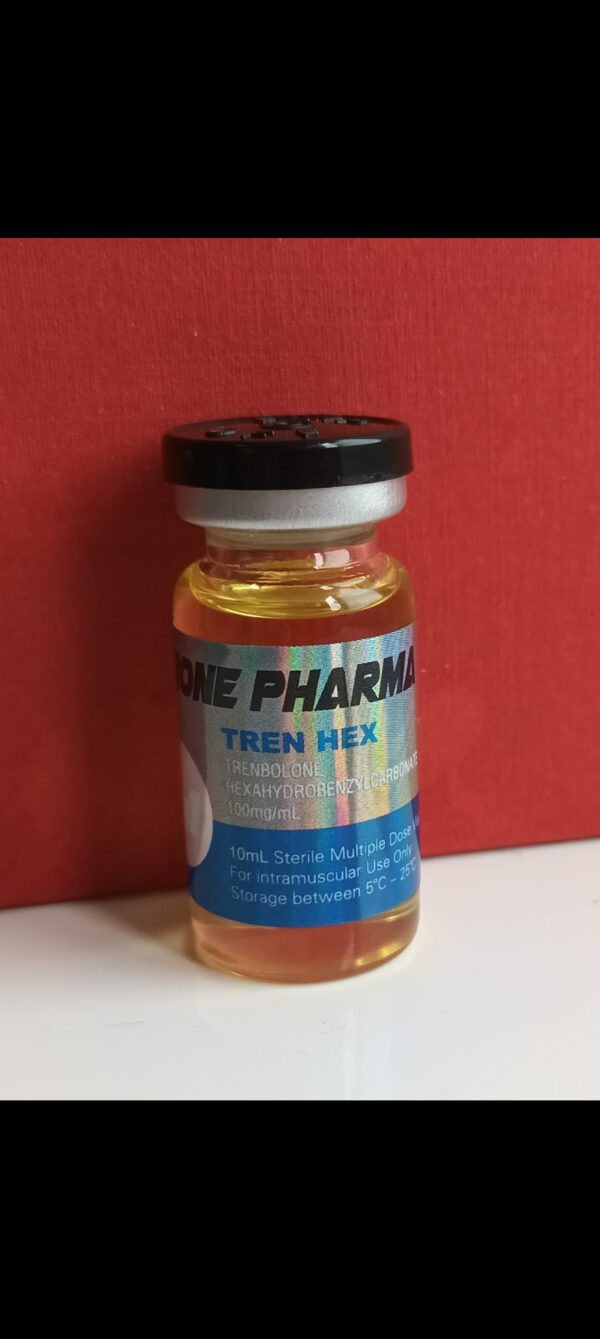 ONE PHARMA
TREN HEX
TRENBOLONE
HEXAHYDROBENZYLCARBONATE
100mg/mL
10mL Sterile Multiple Dose
For intramuscular Use Only
Storage between 5°C - 25°C